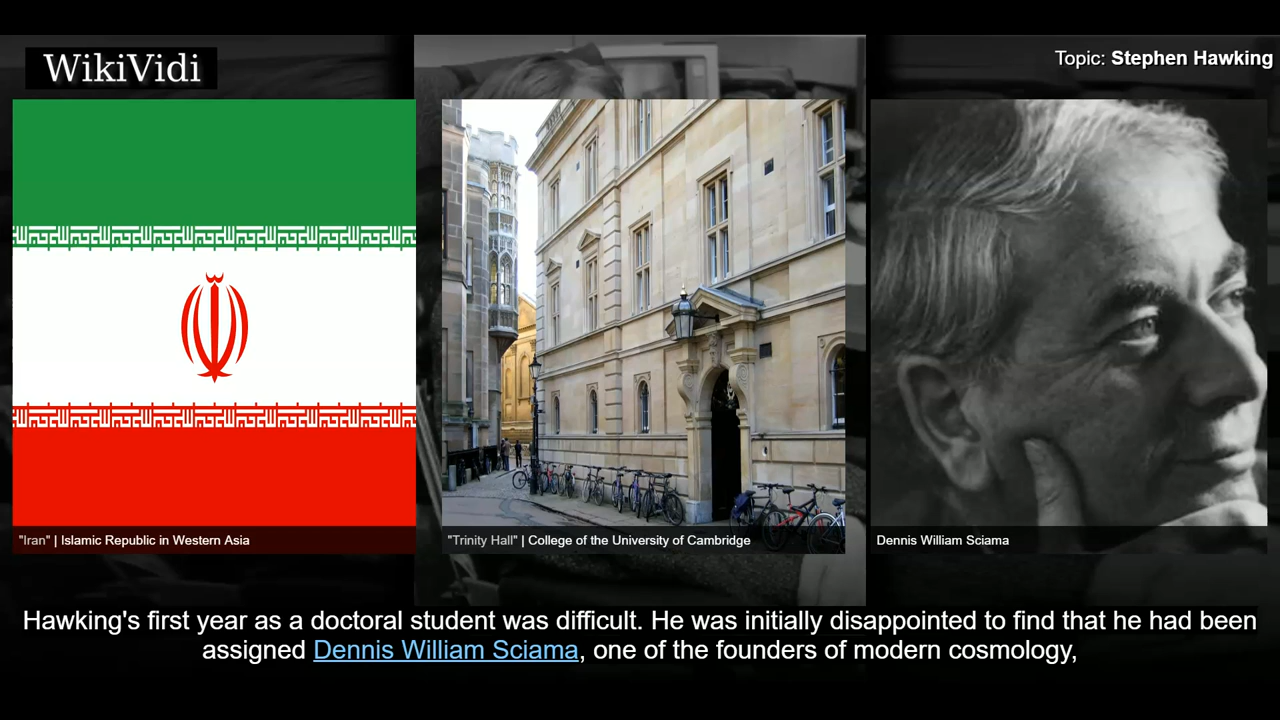 WikiVidi
Topic: Stephen Hawking
"Iran" | Islamic Republic in Western Asia
"Trinity Hall" | College of the University of Cambridge
Dennis William Sciama
Hawking's first year as a doctoral student was difficult. He was initially disappointed to find that he had been
assigned Dennis William Sciama, one of the founders of modern cosmology,